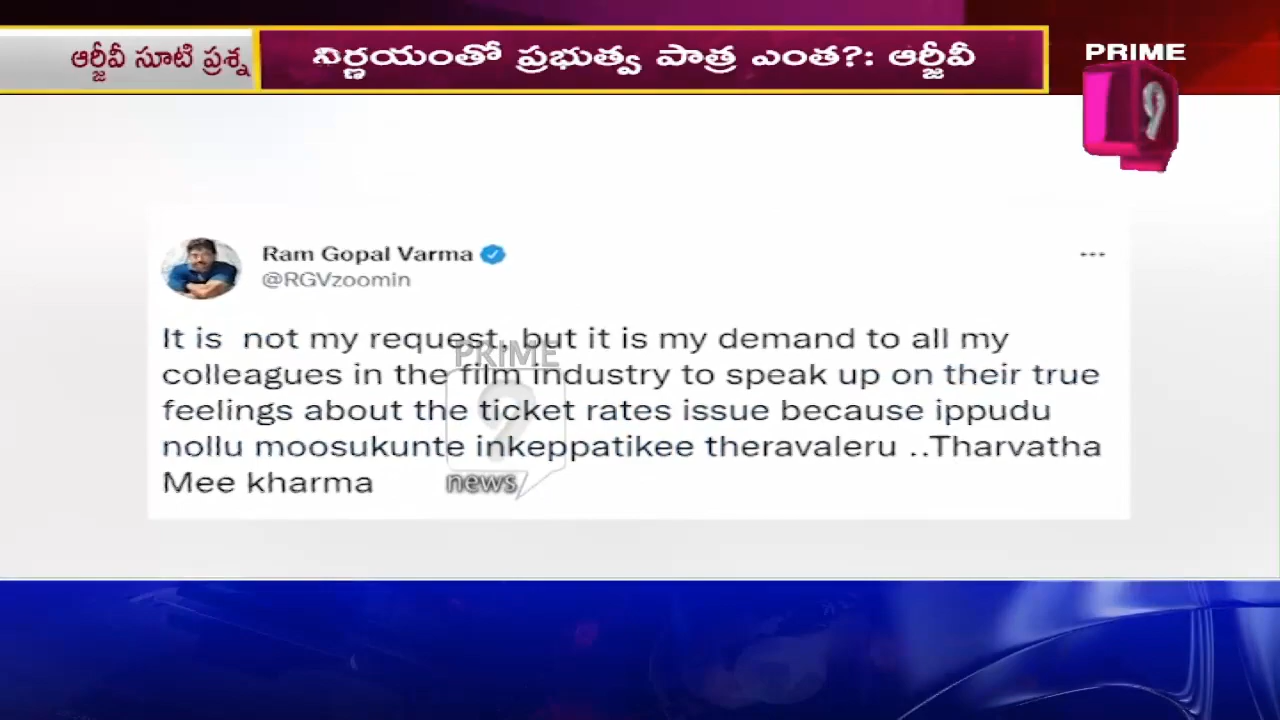 ఆర్జీవీ సూటి ప్రశ్న
నిర్ణయంతో ప్రభుత్వ పాత్ర ఎంత?: ఆర్జీవీ
PRIME
9
Ram Gopal Varma
@RGVzoomin
It is  not my request., but it is my demand to all my
colleagues in the film industry to speak up on their true
feelings about the ticket rates issue because ippudu
nollu moosukunte inkeppatikee theravaleru ..Tharvatha
Mee kharma
PRIME
9
news